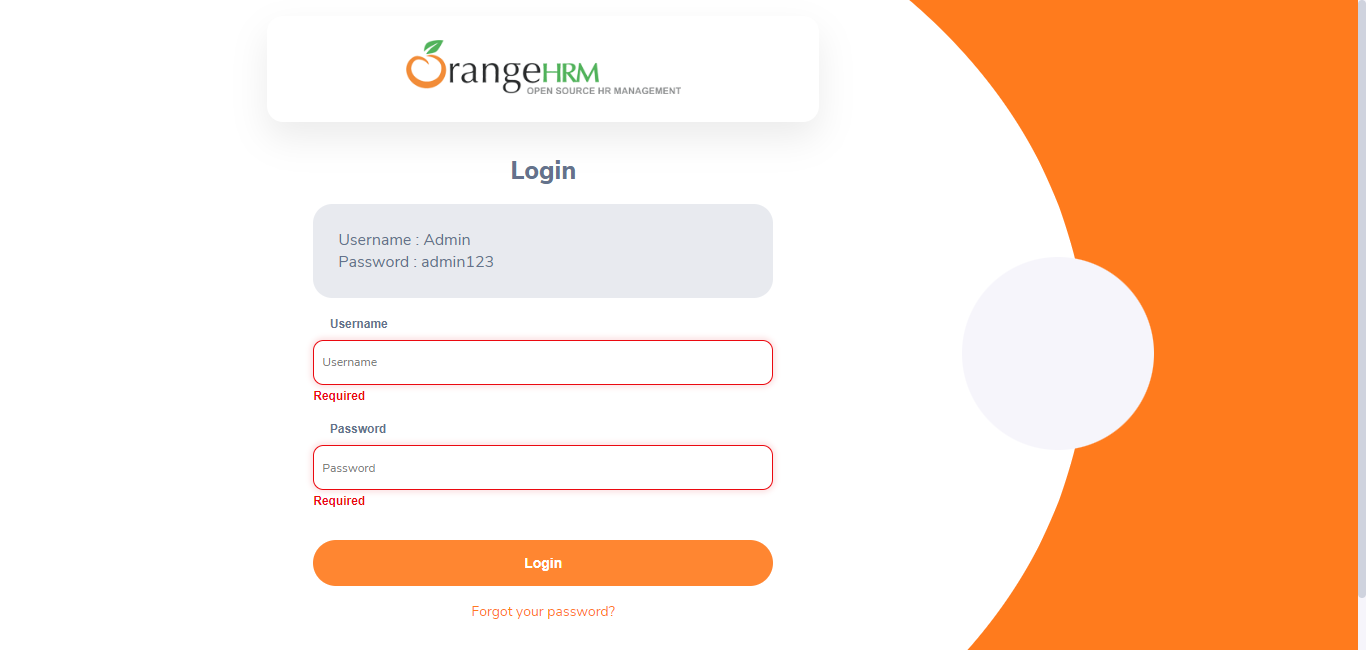 OrangeHRM
OPEN SOURCE HR MANAGEMENT
Login
Username : Admin
Password : admin123
Username
Username
Required
Password
Password
Required
Login
Forgot your password?